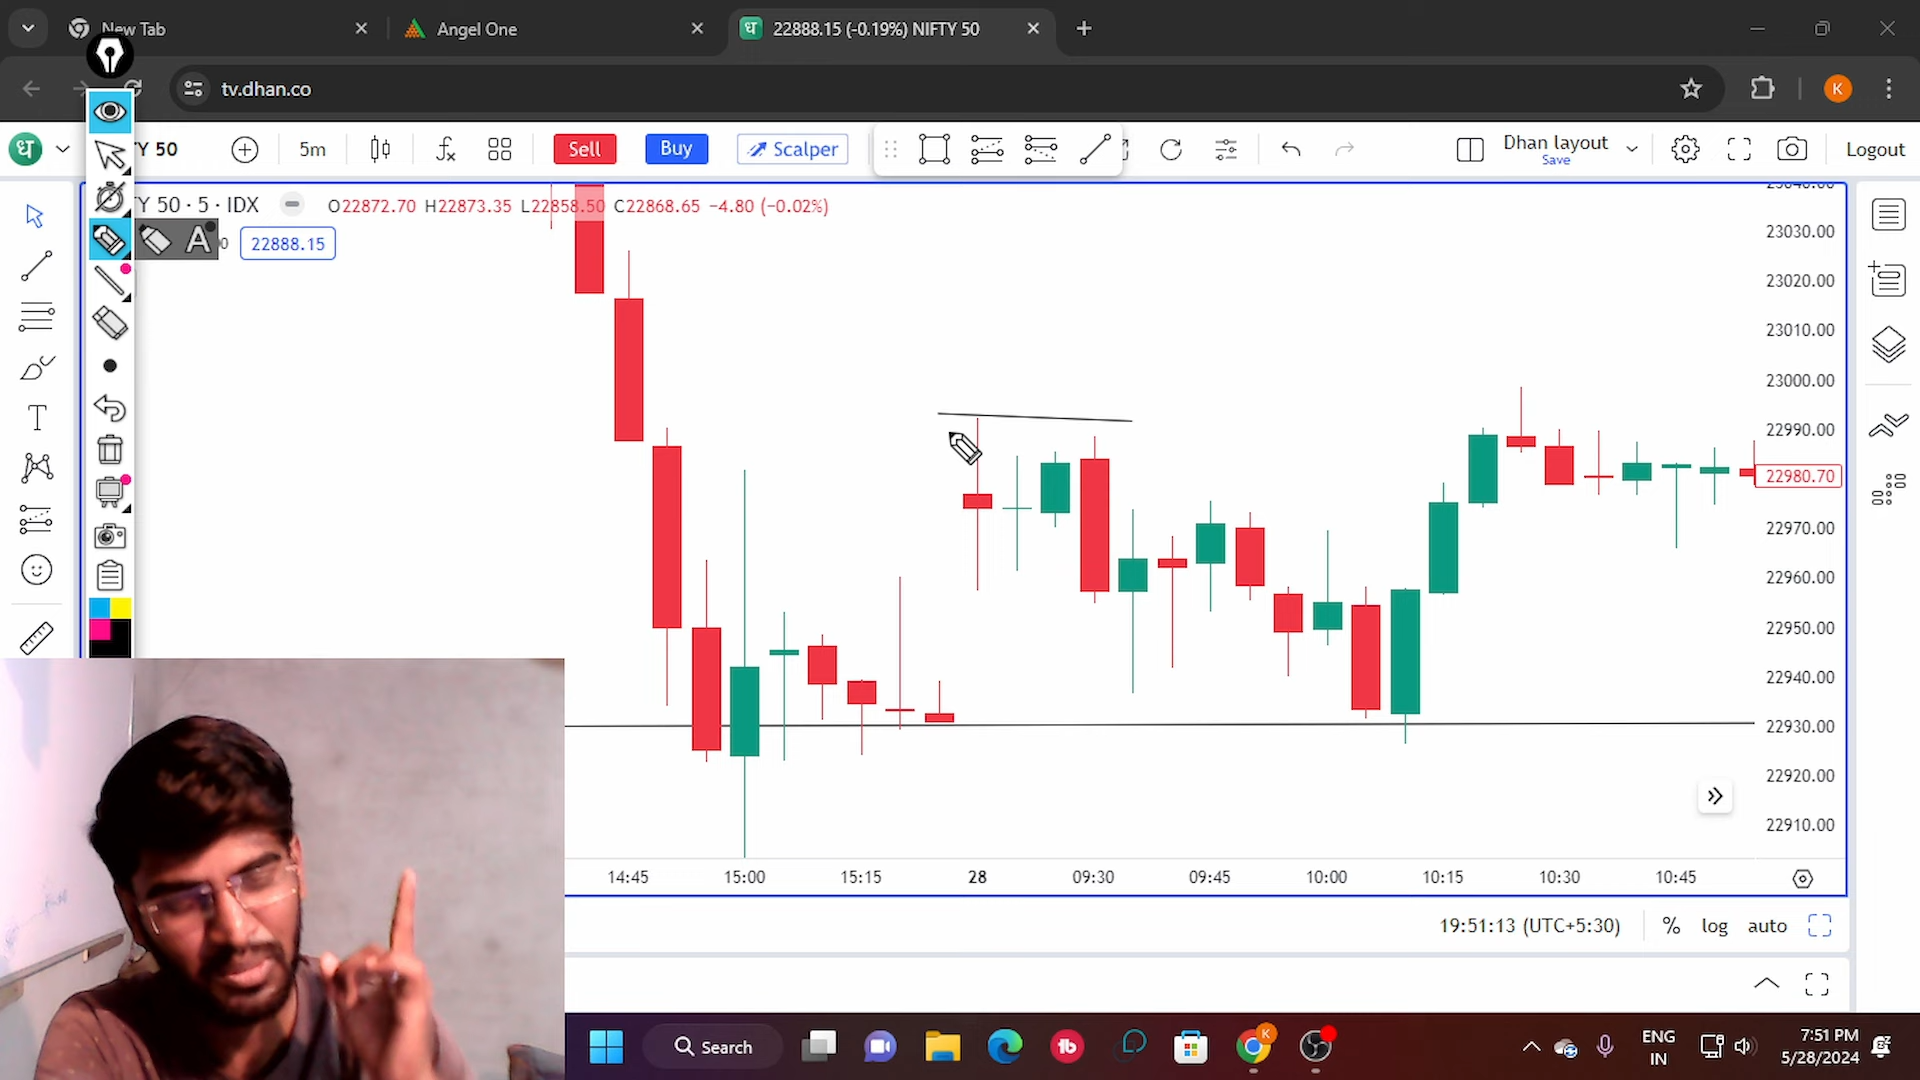 New Tab
Angel One
ध 22888.15 (-0.19%) NIFTY 50
tv.dhan.co
K
ध Y 50 5m Sell Buy Scalper Dhan layout Save Logout
TY 50 · 5 · IDX O22872.70 H22873.35 L22858.50 C22868.65 −4.80 (−0.02%)
A 0 22888.15
T
23040.00
23030.00
23020.00
23010.00
23000.00
22990.00
22980.70
22970.00
22960.00
22950.00
22940.00
22930.00
22920.00
22910.00
14:45 15:00 15:15 28 09:30 09:45 10:00 10:15 10:30 10:45
19:51:13 (UTC+5:30) % log auto
Search
K
ENG
IN
7:51 PM
5/28/2024